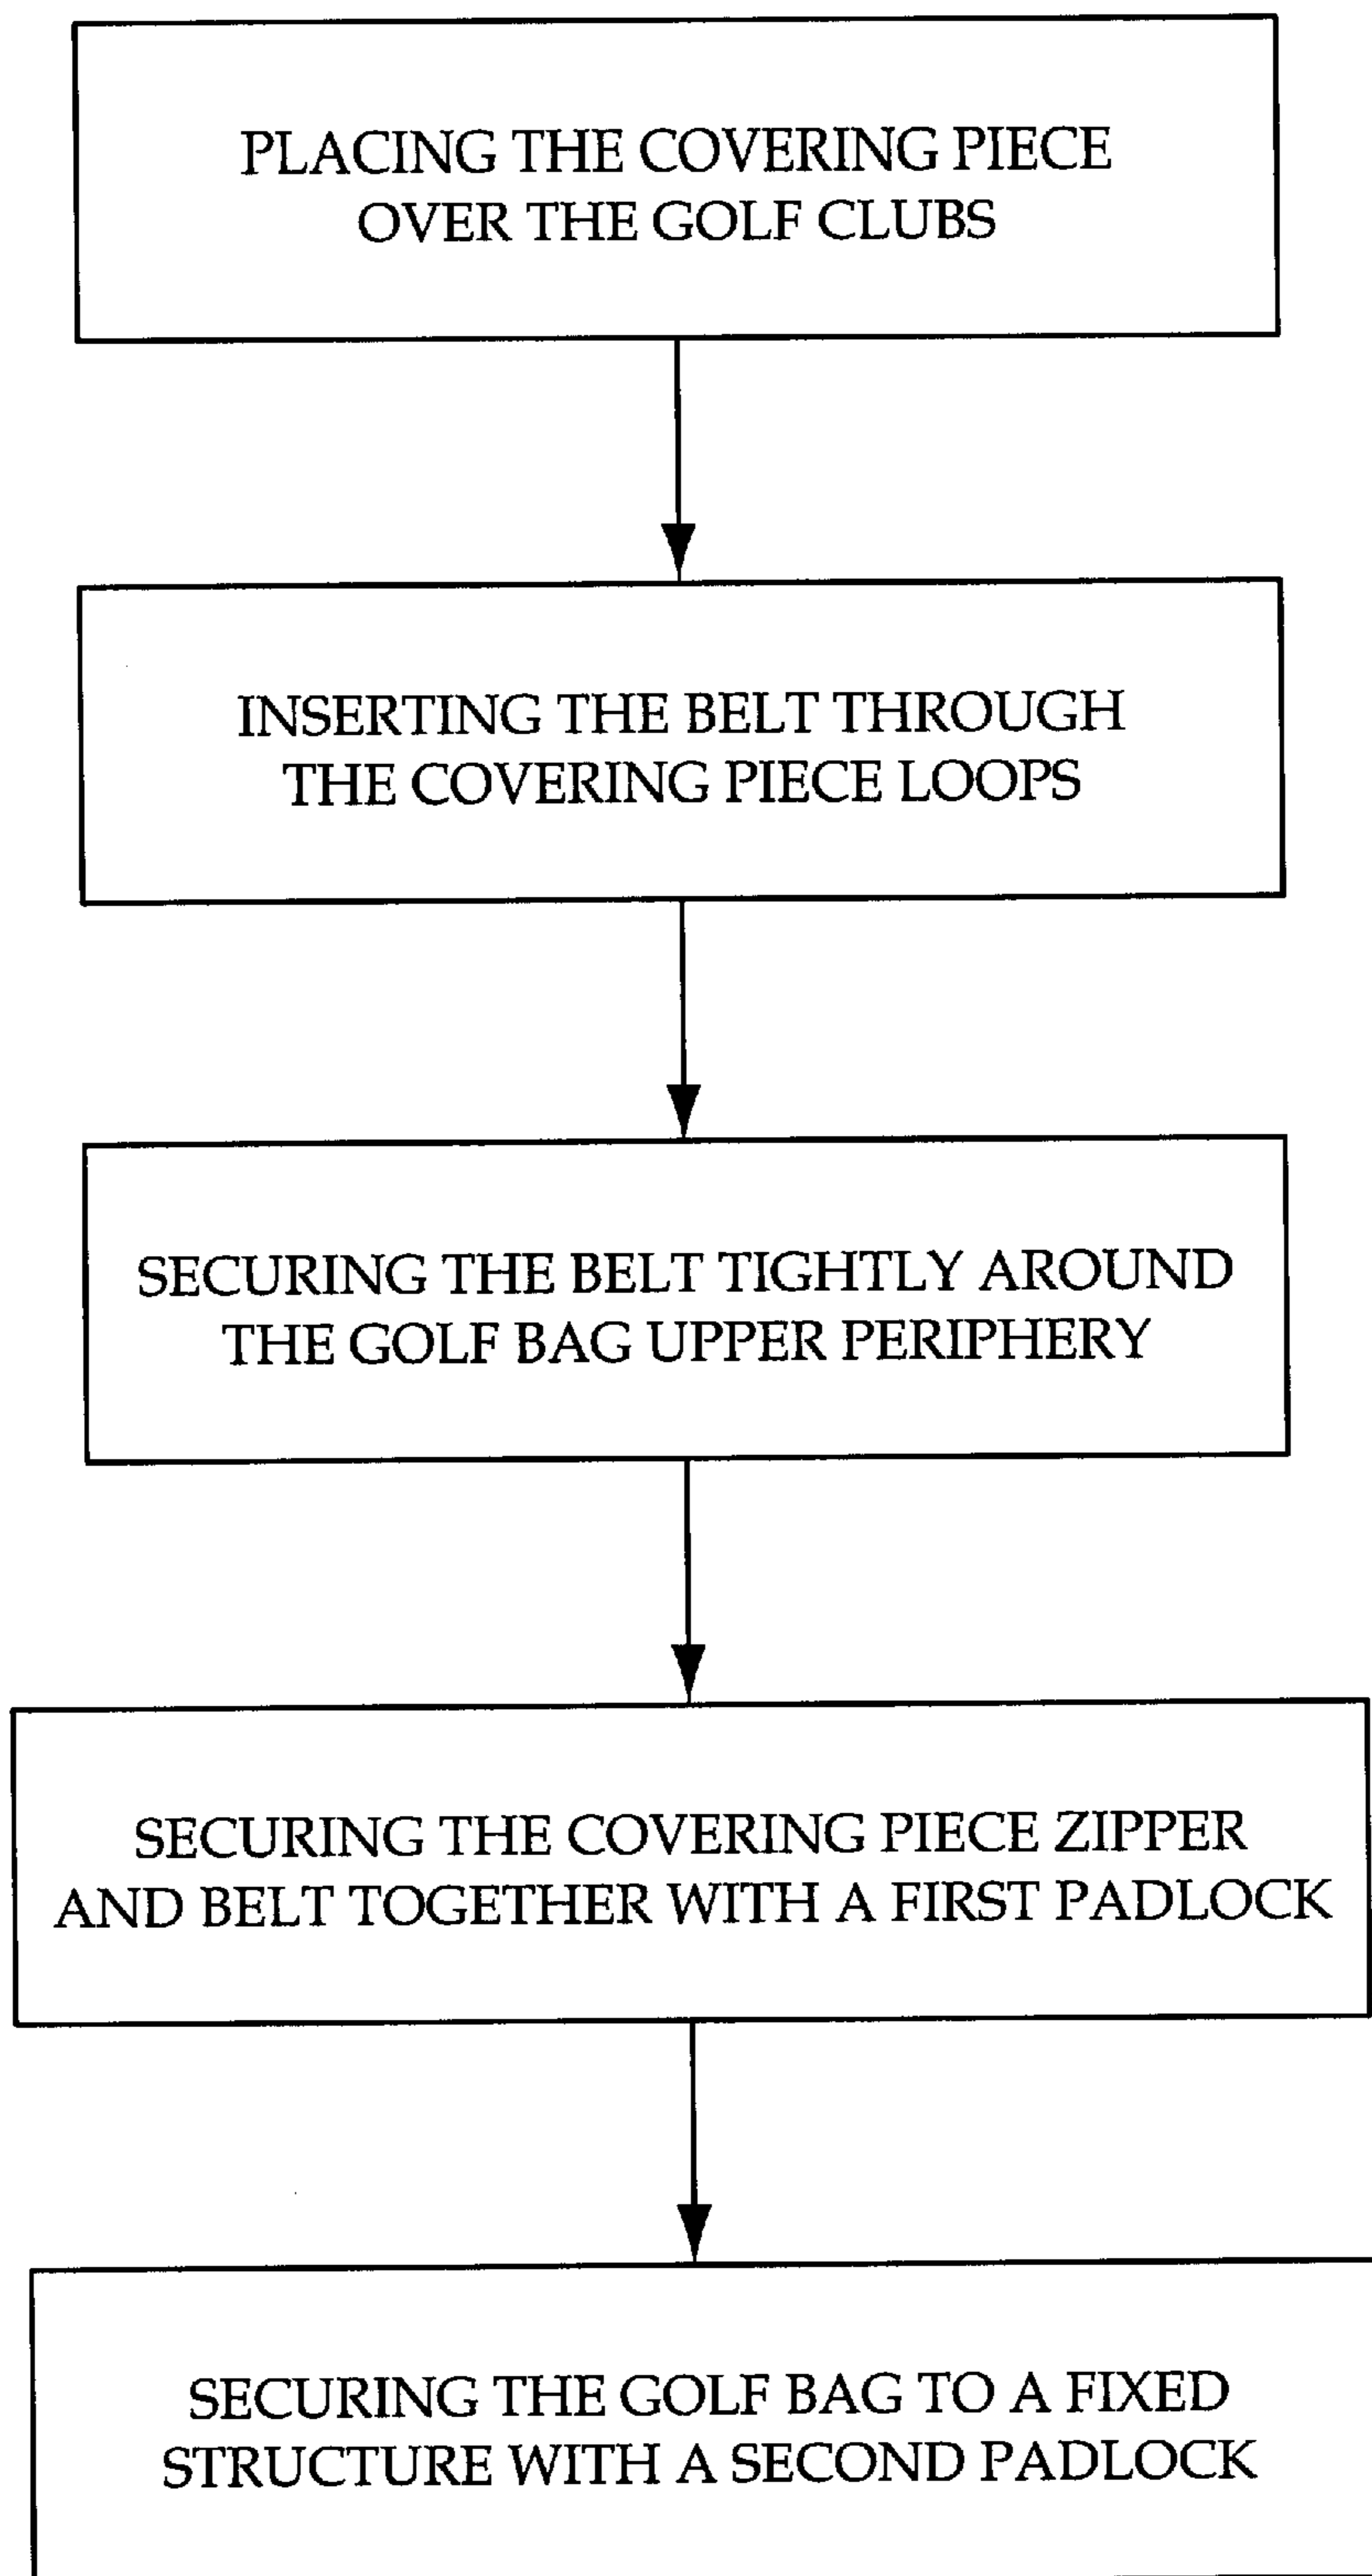 PLACING THE COVERING PIECE
OVER THE GOLF CLUBS
INSERTING THE BELT THROUGH
THE COVERING PIECE LOOPS
SECURING THE BELT TIGHTLY AROUND
THE GOLF BAG UPPER PERIPHERY
SECURING THE COVERING PIECE ZIPPER
AND BELT TOGETHER WITH A FIRST PADLOCK
SECURING THE GOLF BAG TO A FIXED
STRUCTURE WITH A SECOND PADLOCK